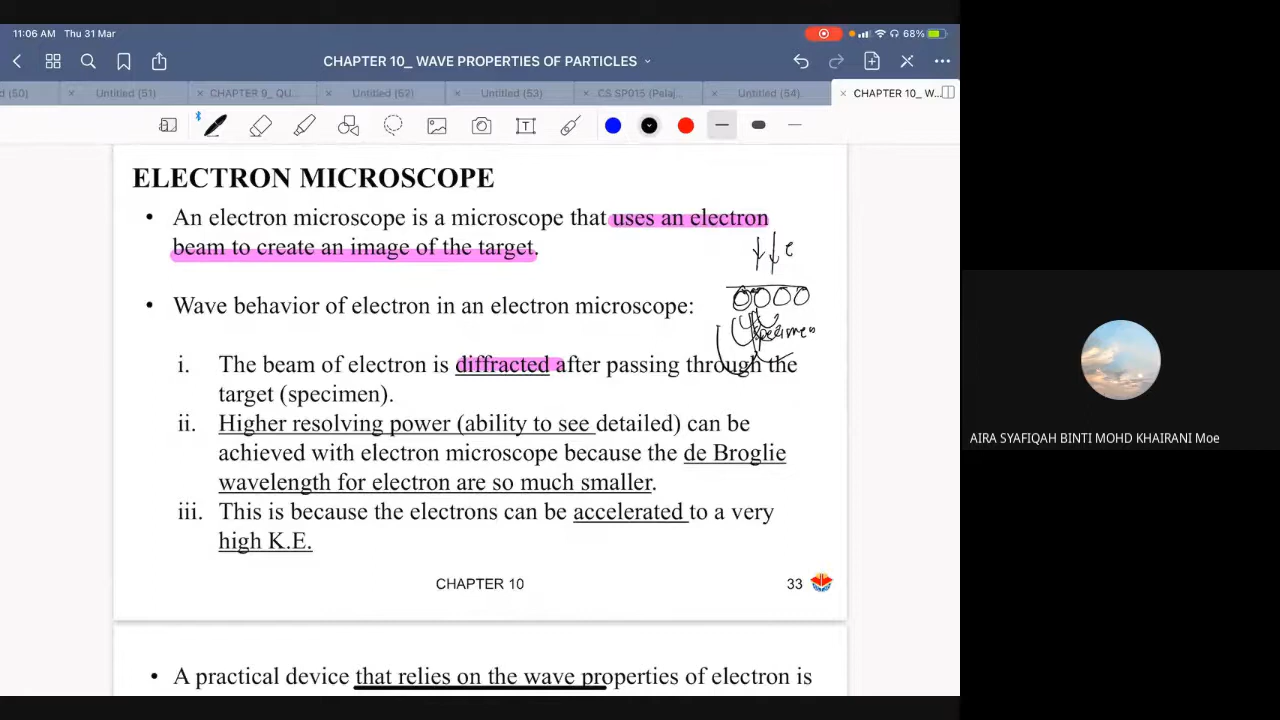 11:06 AM Thu 31 Mar
68%
CHAPTER 10_ WAVE PROPERTIES OF PARTICLES
d (50) Untitled (51) CHAPTER 9_ QU... Untitled (52) Untitled (53) CS SP015 (Pelaj... Untitled (54) CHAPTER 10_ W...
ELECTRON MICROSCOPE
• An electron microscope is a microscope that uses an electron
beam to create an image of the target.
e
• Wave behavior of electron in an electron microscope:
specimen
i. The beam of electron is diffracted after passing through the
target (specimen).
ii. Higher resolving power (ability to see detailed) can be
achieved with electron microscope because the de Broglie
wavelength for electron are so much smaller.
iii. This is because the electrons can be accelerated to a very
high K.E.
CHAPTER 10 33
• A practical device that relies on the wave properties of electron is
AIRA SYAFIQAH BINTI MOHD KHAIRANI Moe